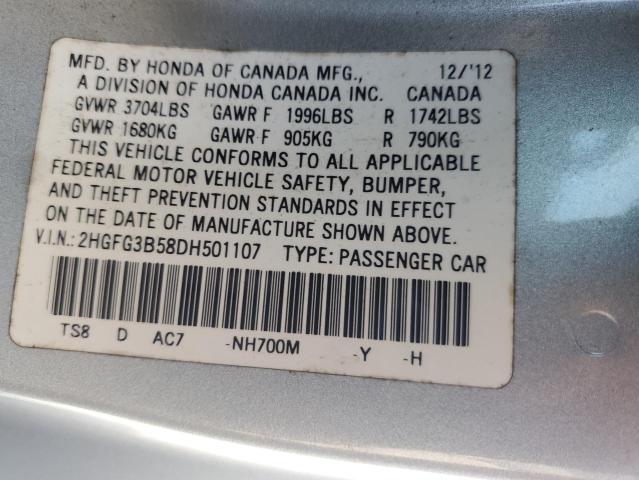 MFD. BY HONDA OF CANADA MFG., 12/'12
A DIVISION OF HONDA CANADA INC. CANADA
GVWR 3704LBS GAWR F 1996LBS R 1742LBS
GVWR 1680KG GAWR F 905KG R 790KG
THIS VEHICLE CONFORMS TO ALL APPLICABLE
FEDERAL MOTOR VEHICLE SAFETY, BUMPER,
AND THEFT PREVENTION STANDARDS IN EFFECT
ON THE DATE OF MANUFACTURE SHOWN ABOVE.
V.I.N.: 2HGFG3B58DH501107 TYPE: PASSENGER CAR
TS8 D AC7 -NH700M -Y -H